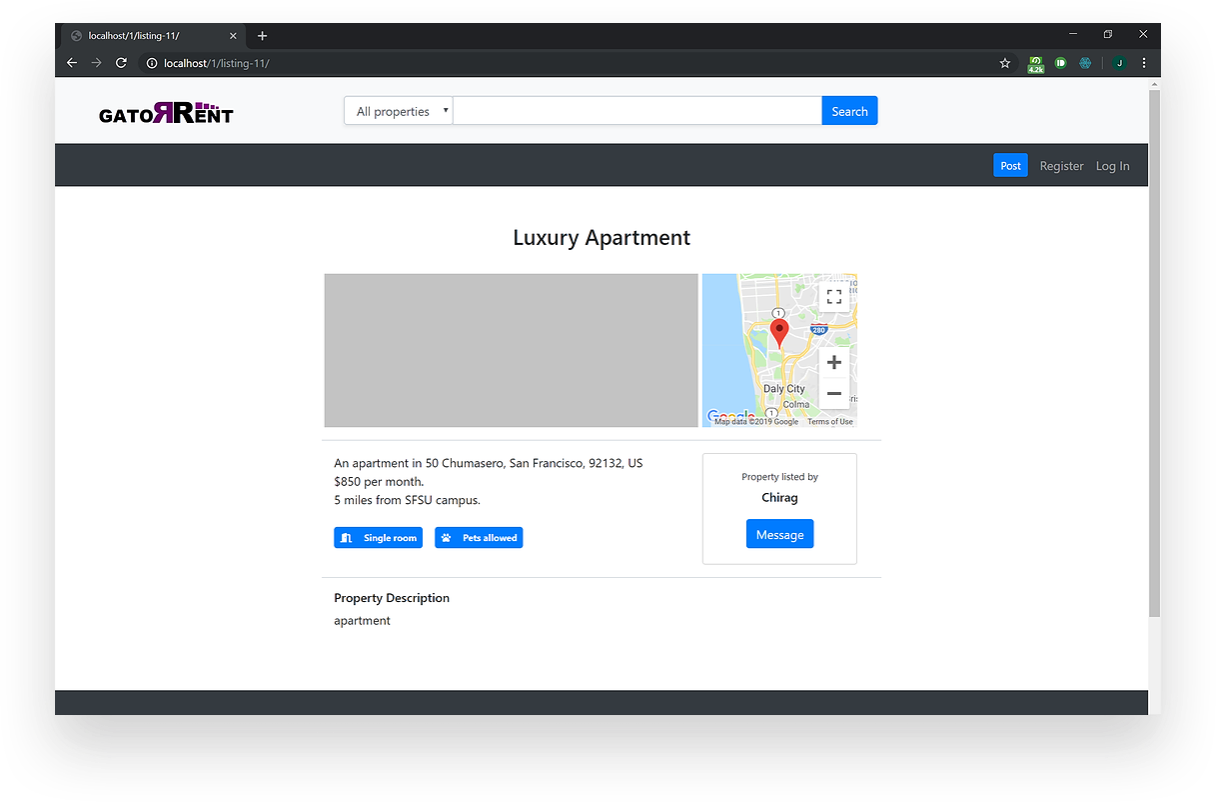 localhost/1/listing-11/
localhost/1/listing-11/
4.2k
J
GATORRENT
All properties
Search
Post
Register
Log In
Luxury Apartment
1
280
Daly City
Colma
1
Google
Map data ©2019 Google
Terms of Use
An apartment in 50 Chumasero, San Francisco, 92132, US
$850 per month.
5 miles from SFSU campus.
Single room
Pets allowed
Property listed by
Chirag
Message
Property Description
apartment